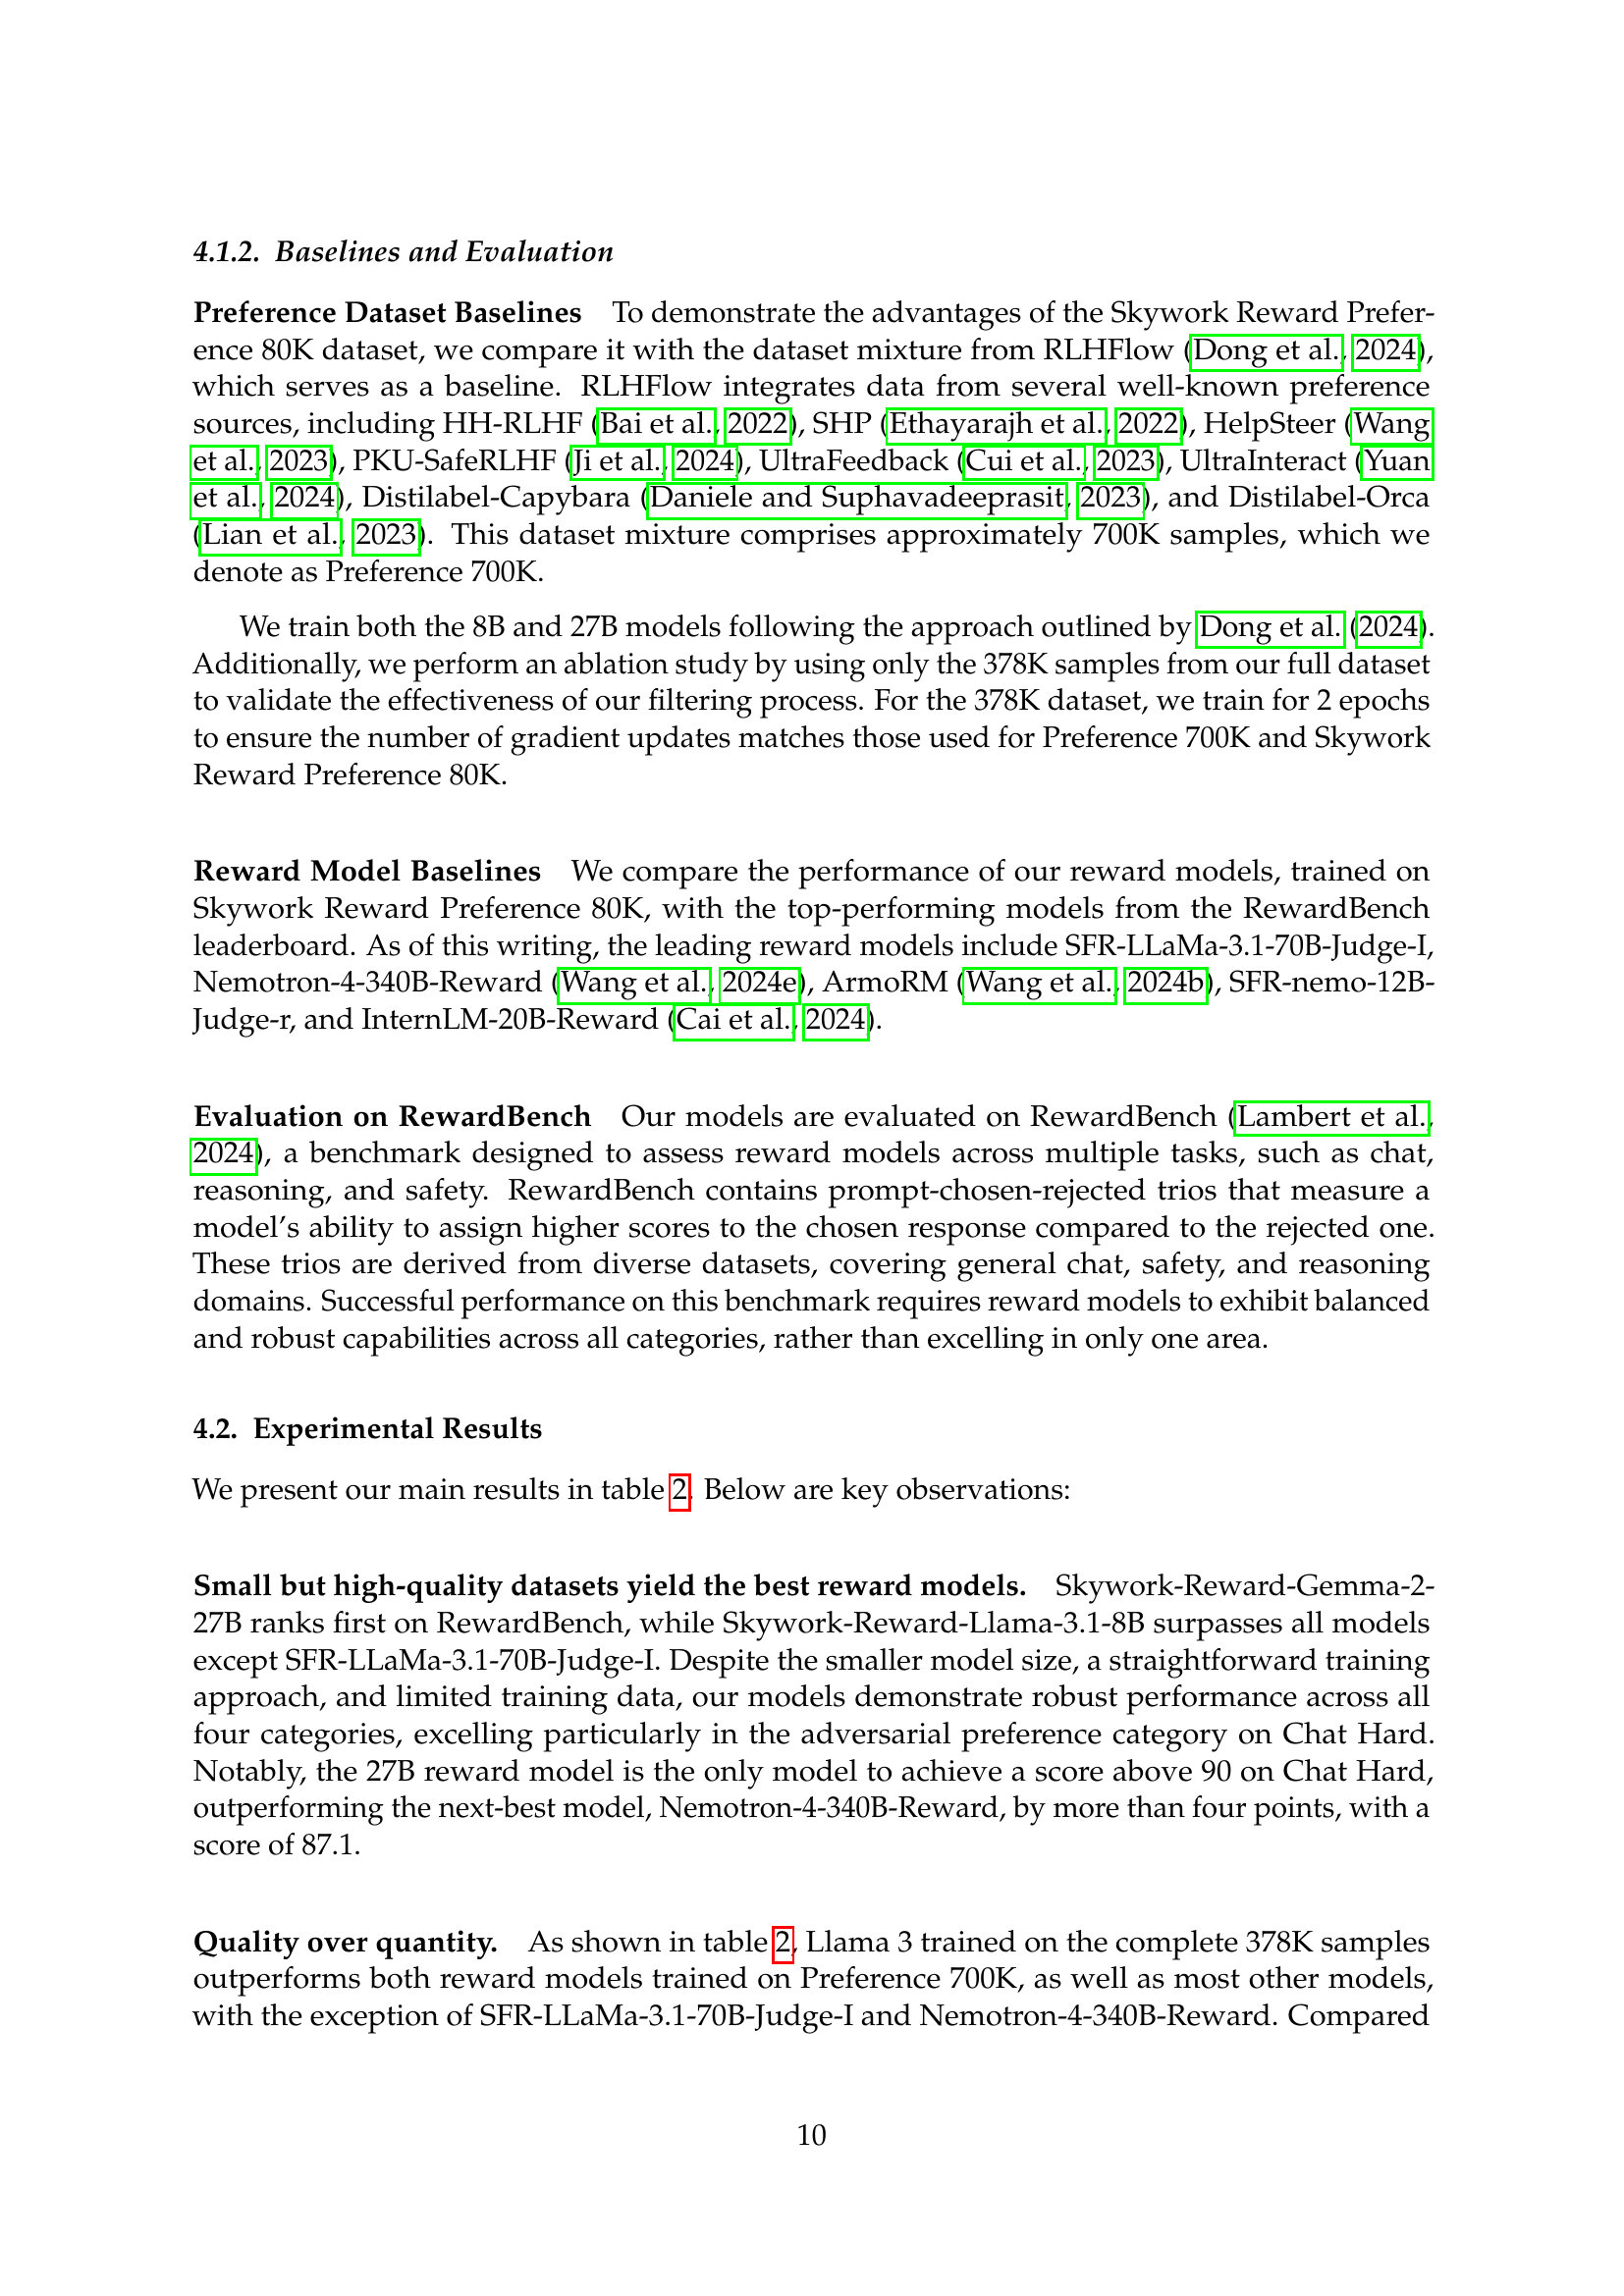 4.1.2. Baselines and Evaluation
Preference Dataset Baselines To demonstrate the advantages of the Skywork Reward Prefer-
ence 80K dataset, we compare it with the dataset mixture from RLHFlow (Dong et al., 2024),
which serves as a baseline. RLHFlow integrates data from several well-known preference
sources, including HH-RLHF (Bai et al., 2022), SHP (Ethayarajh et al., 2022), HelpSteer (Wang
et al., 2023), PKU-SafeRLHF (Ji et al., 2024), UltraFeedback (Cui et al., 2023), UltraInteract (Yuan
et al., 2024), Distilabel-Capybara (Daniele and Suphavadeeprasit, 2023), and Distilabel-Orca
(Lian et al., 2023). This dataset mixture comprises approximately 700K samples, which we
denote as Preference 700K.
We train both the 8B and 27B models following the approach outlined by Dong et al. (2024).
Additionally, we perform an ablation study by using only the 378K samples from our full dataset
to validate the effectiveness of our filtering process. For the 378K dataset, we train for 2 epochs
to ensure the number of gradient updates matches those used for Preference 700K and Skywork
Reward Preference 80K.
Reward Model Baselines We compare the performance of our reward models, trained on
Skywork Reward Preference 80K, with the top-performing models from the RewardBench
leaderboard. As of this writing, the leading reward models include SFR-LLaMa-3.1-70B-Judge-I,
Nemotron-4-340B-Reward (Wang et al., 2024e), ArmoRM (Wang et al., 2024b), SFR-nemo-12B-
Judge-r, and InternLM-20B-Reward (Cai et al., 2024).
Evaluation on RewardBench Our models are evaluated on RewardBench (Lambert et al.,
2024), a benchmark designed to assess reward models across multiple tasks, such as chat,
reasoning, and safety. RewardBench contains prompt-chosen-rejected trios that measure a
model's ability to assign higher scores to the chosen response compared to the rejected one.
These trios are derived from diverse datasets, covering general chat, safety, and reasoning
domains. Successful performance on this benchmark requires reward models to exhibit balanced
and robust capabilities across all categories, rather than excelling in only one area.
4.2. Experimental Results
We present our main results in table 2. Below are key observations:
Small but high-quality datasets yield the best reward models. Skywork-Reward-Gemma-2-
27B ranks first on RewardBench, while Skywork-Reward-Llama-3.1-8B surpasses all models
except SFR-LLaMa-3.1-70B-Judge-I. Despite the smaller model size, a straightforward training
approach, and limited training data, our models demonstrate robust performance across all
four categories, excelling particularly in the adversarial preference category on Chat Hard.
Notably, the 27B reward model is the only model to achieve a score above 90 on Chat Hard,
outperforming the next-best model, Nemotron-4-340B-Reward, by more than four points, with a
score of 87.1.
Quality over quantity. As shown in table 2, Llama 3 trained on the complete 378K samples
outperforms both reward models trained on Preference 700K, as well as most other models,
with the exception of SFR-LLaMa-3.1-70B-Judge-I and Nemotron-4-340B-Reward. Compared
10